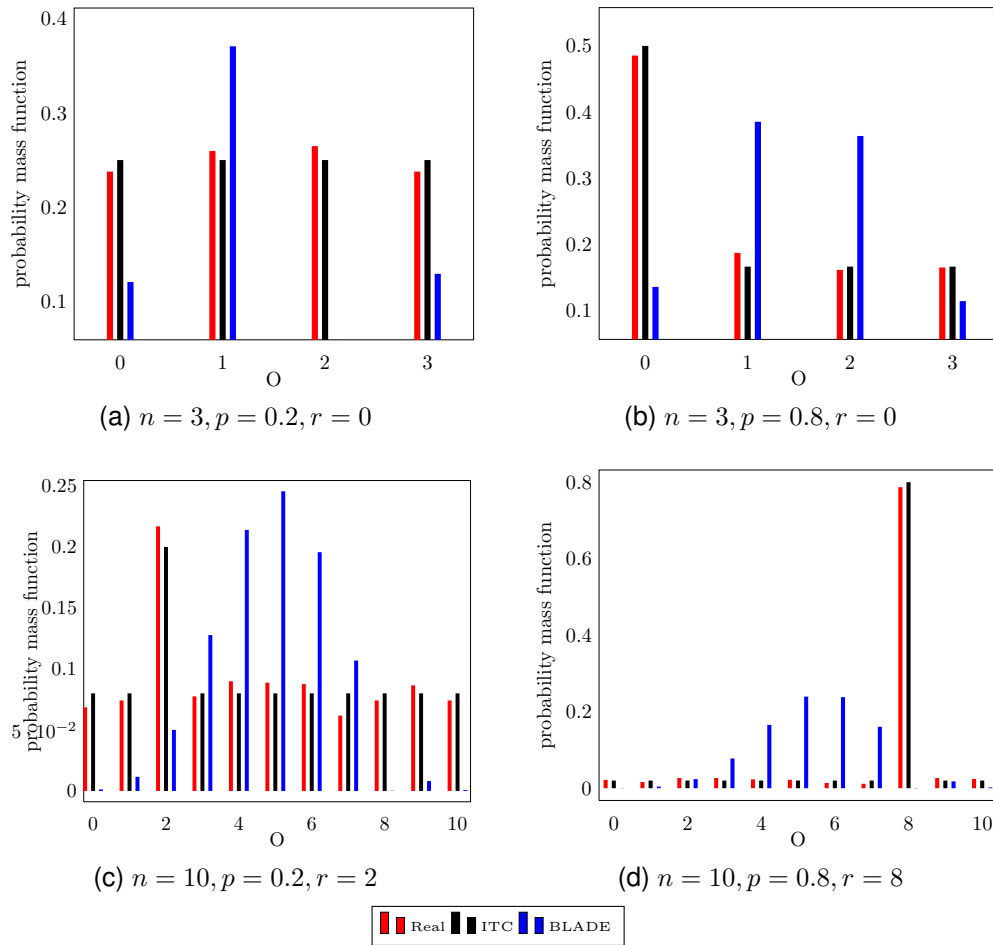 0.4
0.3
0.2
0.1
probability mass function
0 1 2 3
O
(a) n = 3, p = 0.2, r = 0
0.5
0.4
0.3
0.2
0.1
probability mass function
0 1 2 3
O
(b) n = 3, p = 0.8, r = 0
0.25
0.2
0.15
0.1
5 10−2
0
probability mass function
0 2 4 6 8 10
O
(c) n = 10, p = 0.2, r = 2
0.8
0.6
0.4
0.2
0
probability mass function
0 2 4 6 8 10
O
(d) n = 10, p = 0.8, r = 8
Real ITC BLADE